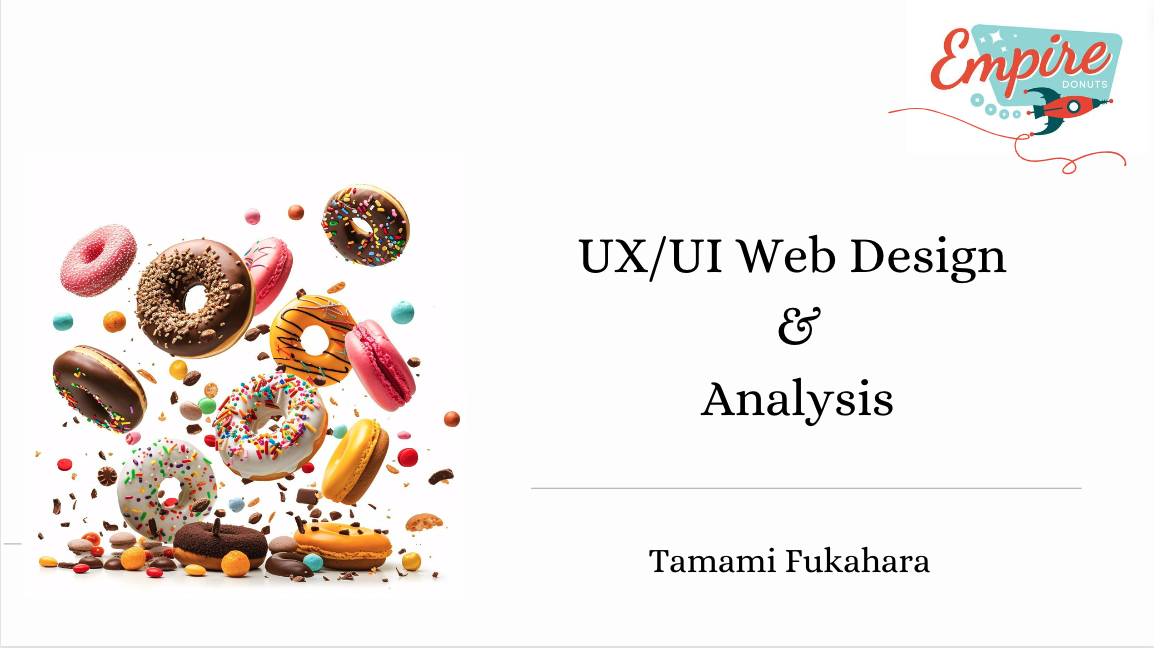 Empire
DONUTS
UX/UI Web Design
&
Analysis
Tamami Fukahara